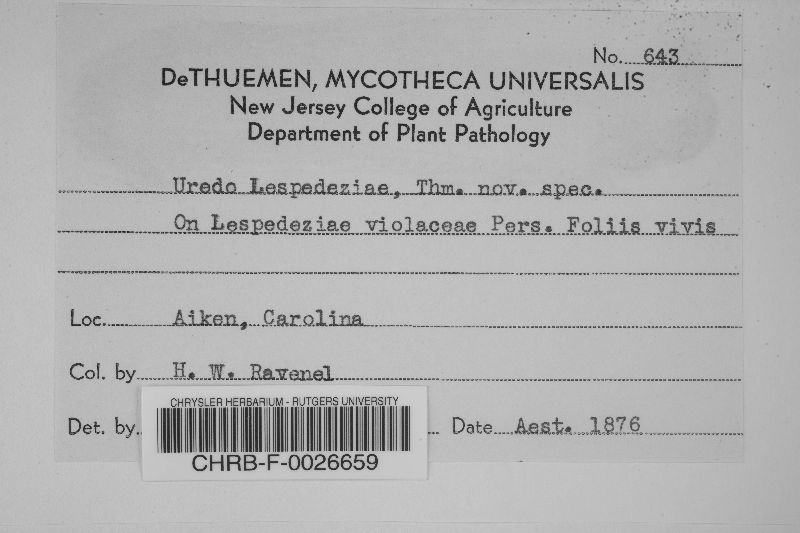 No. 643
DeTHUEMEN, MYCOTHECA UNIVERSALIS
New Jersey College of Agriculture
Department of Plant Pathology
Uredo Lespedeziae, Thm. nov. spec.
On Lespedeziae violaceae Pers. Foliis vivis
Loc. Aiken, Carolina
Col. by H. W. Ravenel
Det. by Date Aest. 1876
CHRYSLER HERBARIUM - RUTGERS UNIVERSITY
CHRB-F-0026659